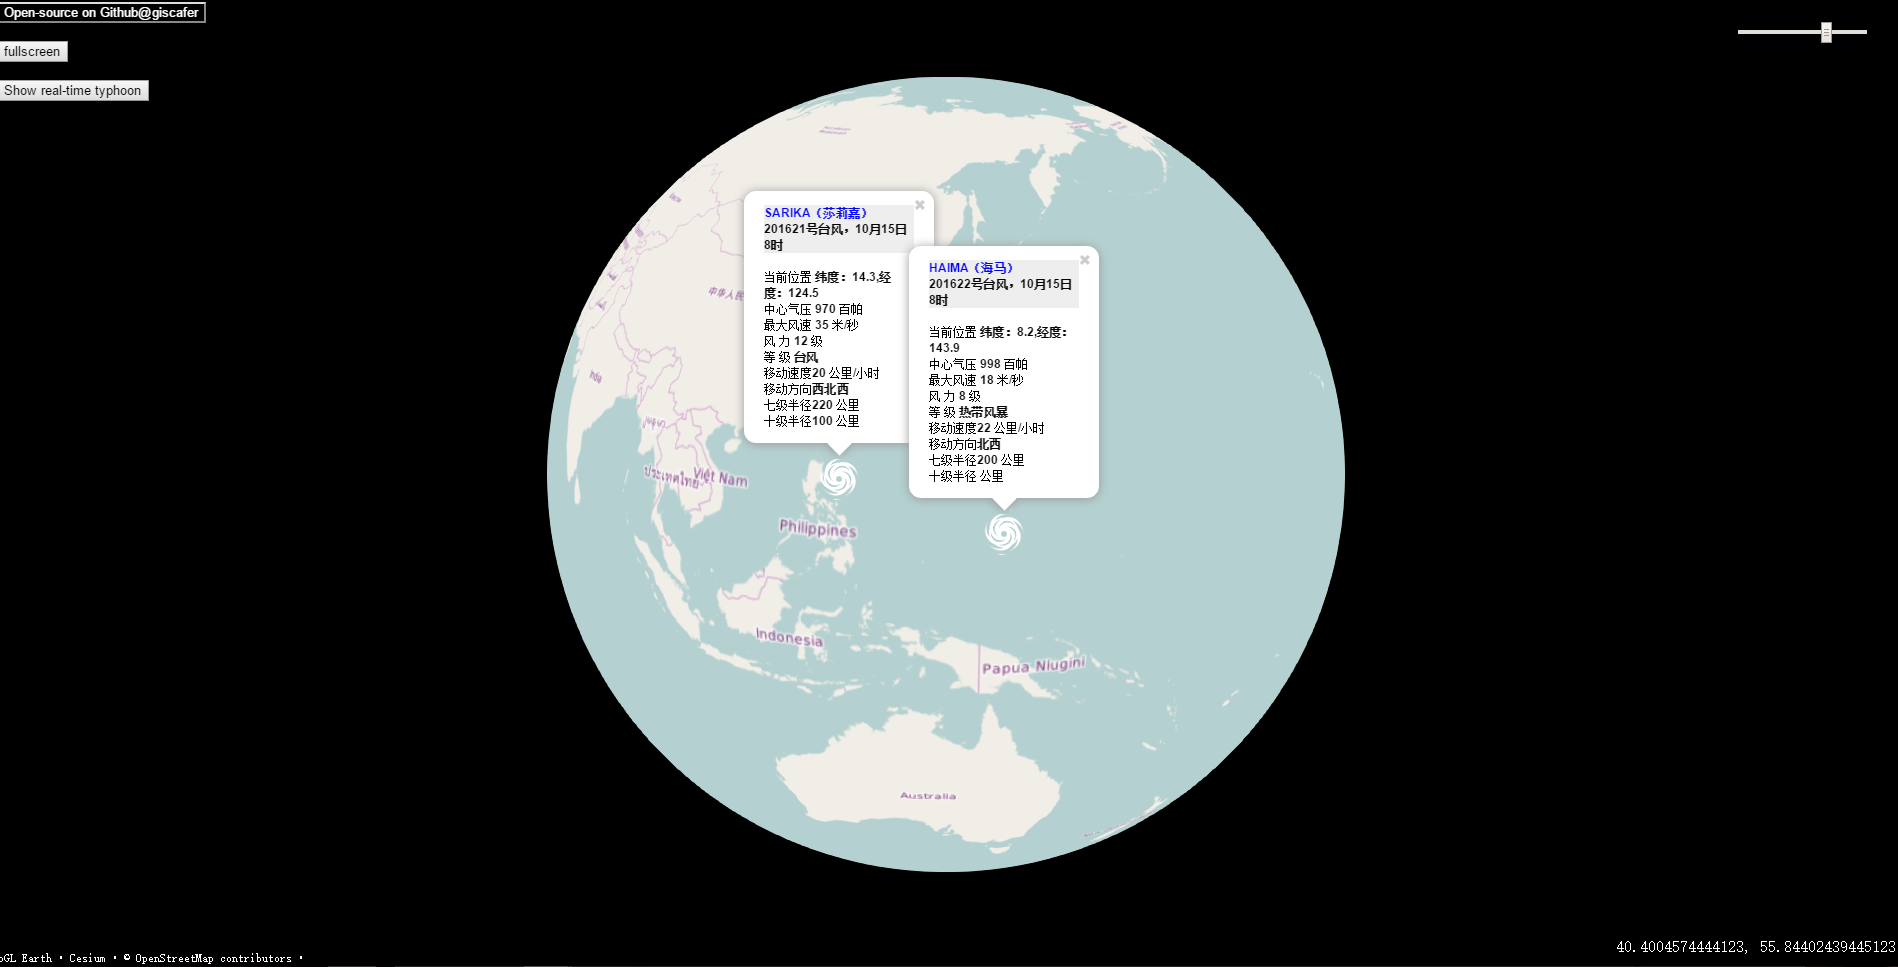 Open-source on Github@giscafer
fullscreen
Show real-time typhoon
SARIKA（莎莉嘉）
201621号台风，10月15日
8时
当前位置 纬度：14.3,经
度：124.5
中心气压 970 百帕
最大风速 35 米/秒
风 力 12 级
等 级 台风
移动速度20 公里/小时
移动方向西北西
七级半径220 公里
十级半径100 公里
HAIMA（海马）
201622号台风，10月15日
8时
当前位置 纬度：8.2,经度：
143.9
中心气压 998 百帕
最大风速 18 米/秒
风 力 8 级
等 级 热带风暴
移动速度22 公里/小时
移动方向北西
七级半径200 公里
十级半径 公里
中华人民
India
ประเทศไทย
Việt Nam
Philippines
Indonesia
Papua Niugini
Australia
oGL Earth · Cesium · © OpenStreetMap contributors ·
40.4004574444123, 55.84402439445123